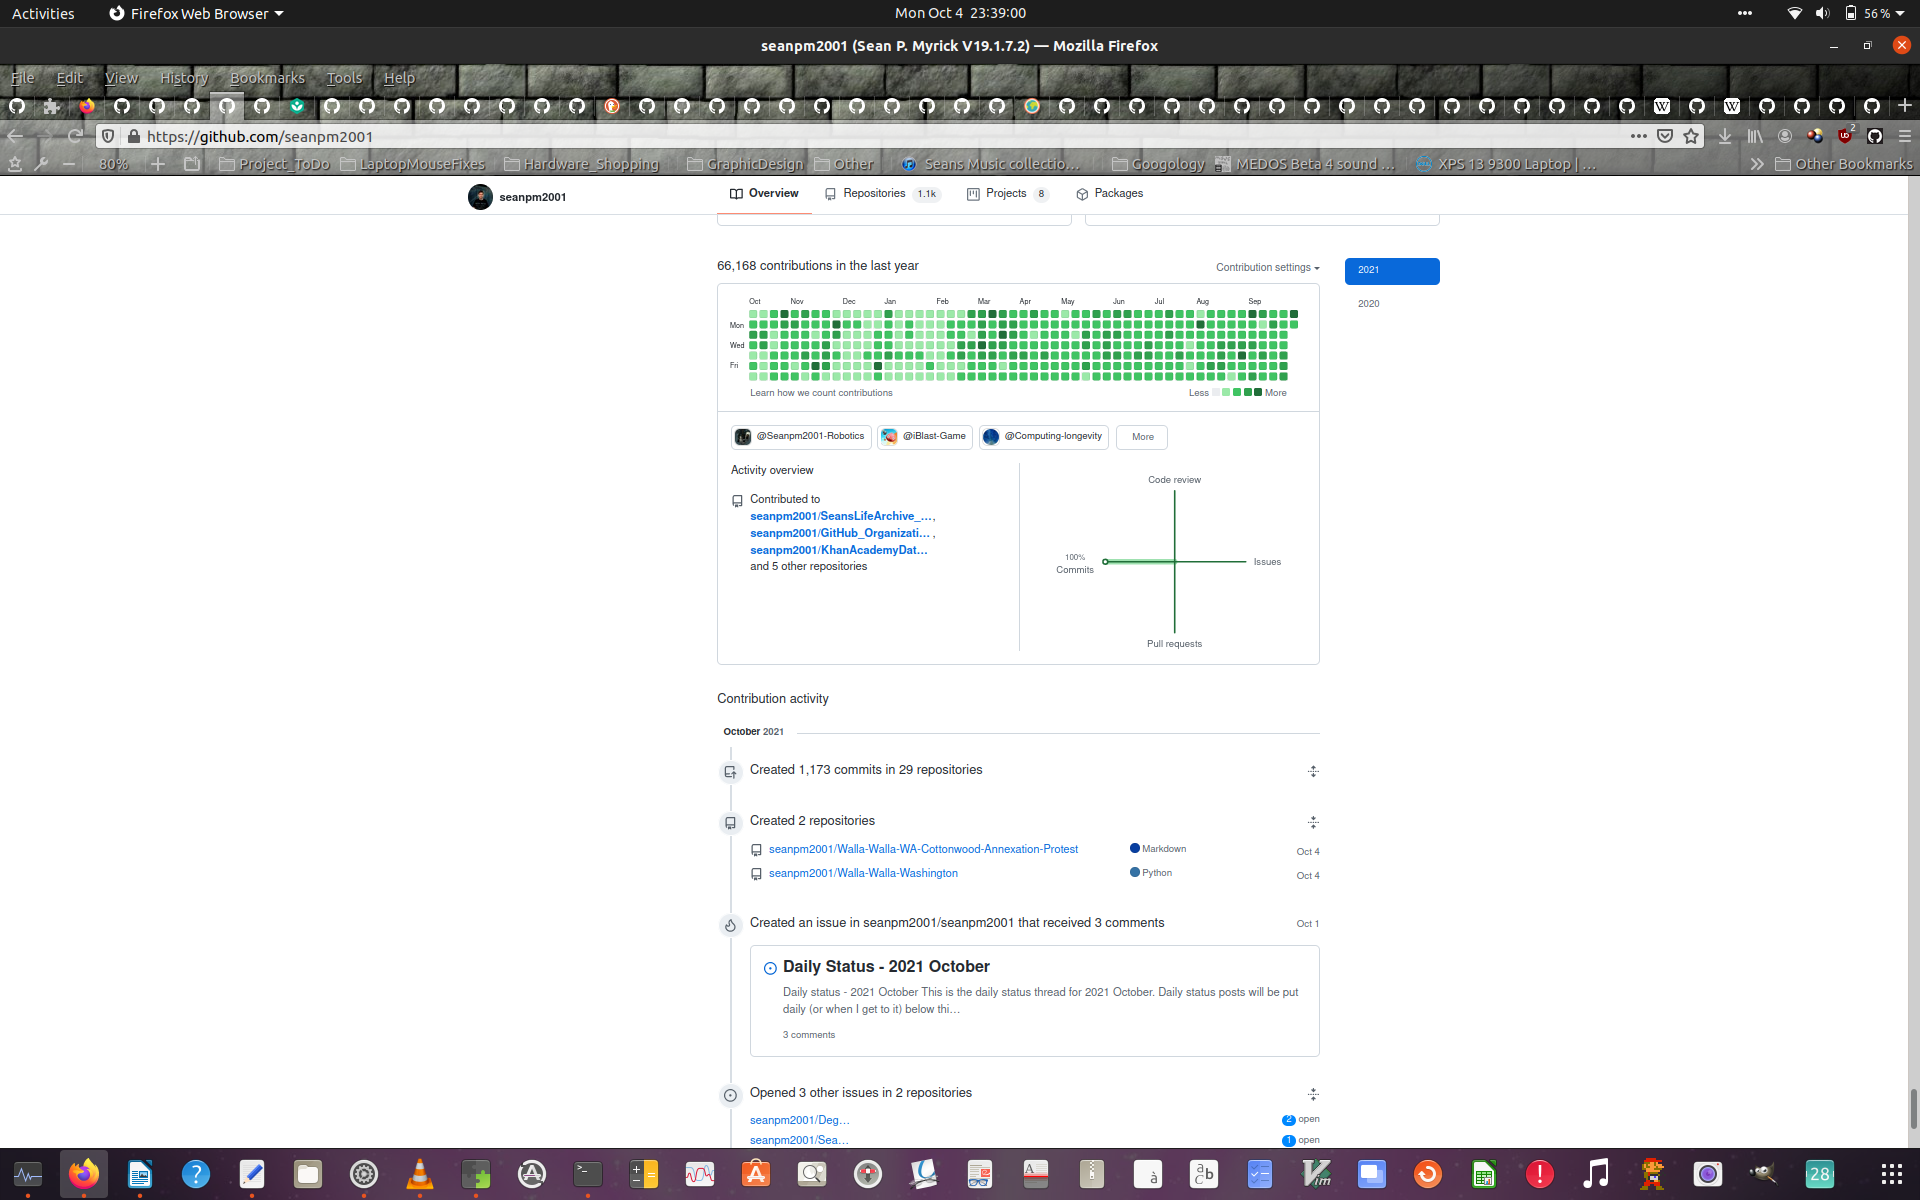 Activities
Firefox Web Browser
Mon Oct 4 23:39:00
56 %
seanpm2001 (Sean P. Myrick V19.1.7.2) — Mozilla Firefox
File Edit View History Bookmarks Tools Help
https://github.com/seanpm2001
2
80%
Project_ToDo
LaptopMouseFixes
Hardware_Shopping
GraphicDesign
Other
Seans Music collectio...
Googology
MEDOS Beta 4 sound ...
XPS 13 9300 Laptop | ...
Other Bookmarks
seanpm2001
Overview
Repositories 1.1k
Projects 8
Packages
66,168 contributions in the last year
Contribution settings
2021
2020
Oct Nov Dec Jan Feb Mar Apr May Jun Jul Aug Sep
Mon
Wed
Fri
Learn how we count contributions
Less
More
@Seanpm2001-Robotics
@iBlast-Game
@Computing-longevity
More
Activity overview
Contributed to
seanpm2001/SeansLifeArchive_...,
seanpm2001/GitHub_Organizati... ,
seanpm2001/KhanAcademyDat...
and 5 other repositories
Code review
100%
Commits
Issues
Pull requests
Contribution activity
October 2021
Created 1,173 commits in 29 repositories
Created 2 repositories
seanpm2001/Walla-Walla-WA-Cottonwood-Annexation-Protest
Markdown
Oct 4
seanpm2001/Walla-Walla-Washington
Python
Oct 4
Created an issue in seanpm2001/seanpm2001 that received 3 comments
Oct 1
Daily Status - 2021 October
Daily status - 2021 October This is the daily status thread for 2021 October. Daily status posts will be put
daily (or when I get to it) below thi...
3 comments
Opened 3 other issues in 2 repositories
seanpm2001/Deg...
2 open
seanpm2001/Sea...
1 open
28